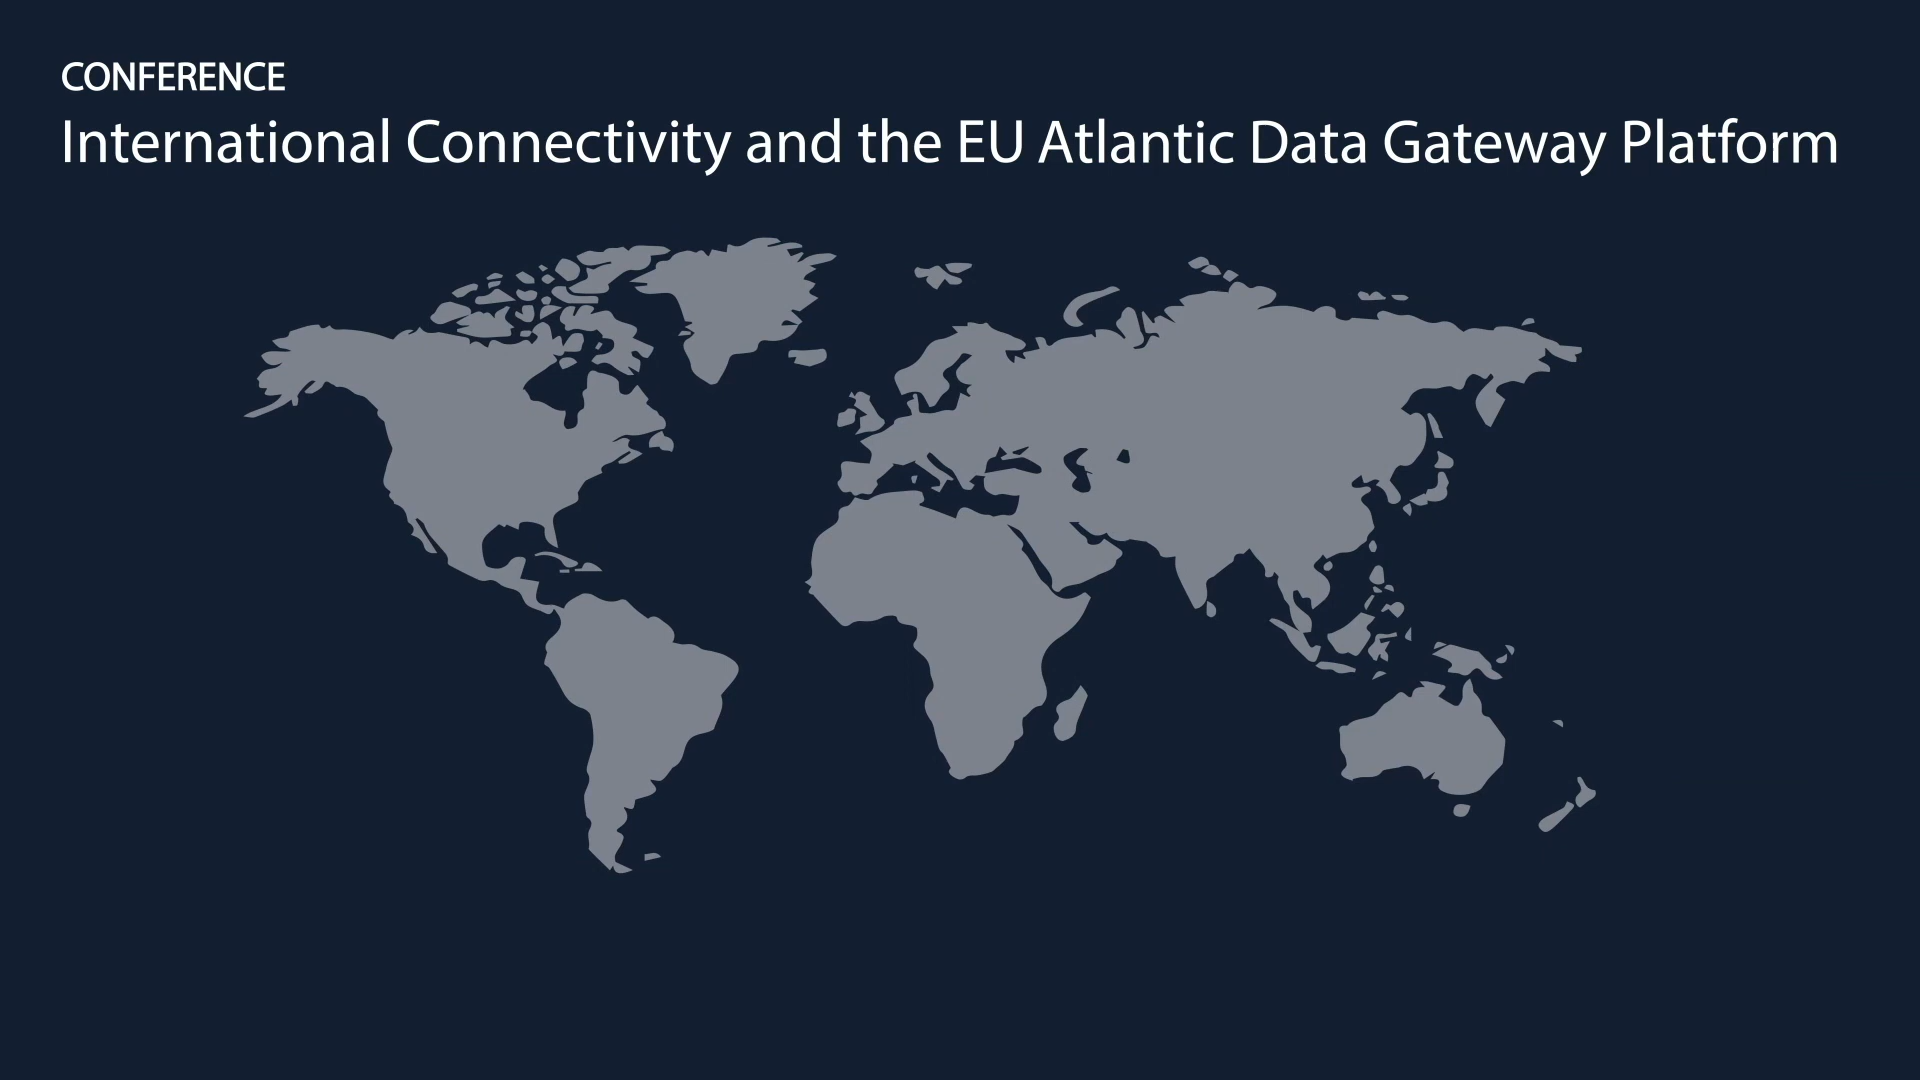 CONFERENCE
International Connectivity and the EU Atlantic Data Gateway Platform